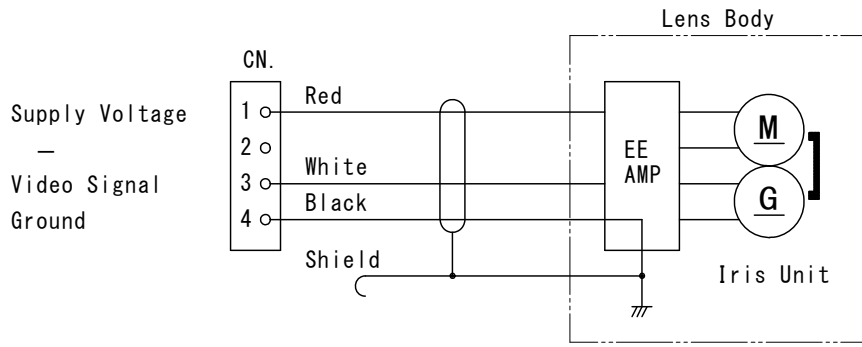 Lens Body
CN.
Supply Voltage 1 Red
— 2
Video Signal 3 White
Ground 4 Black
Shield
EE
AMP
M
G
Iris Unit